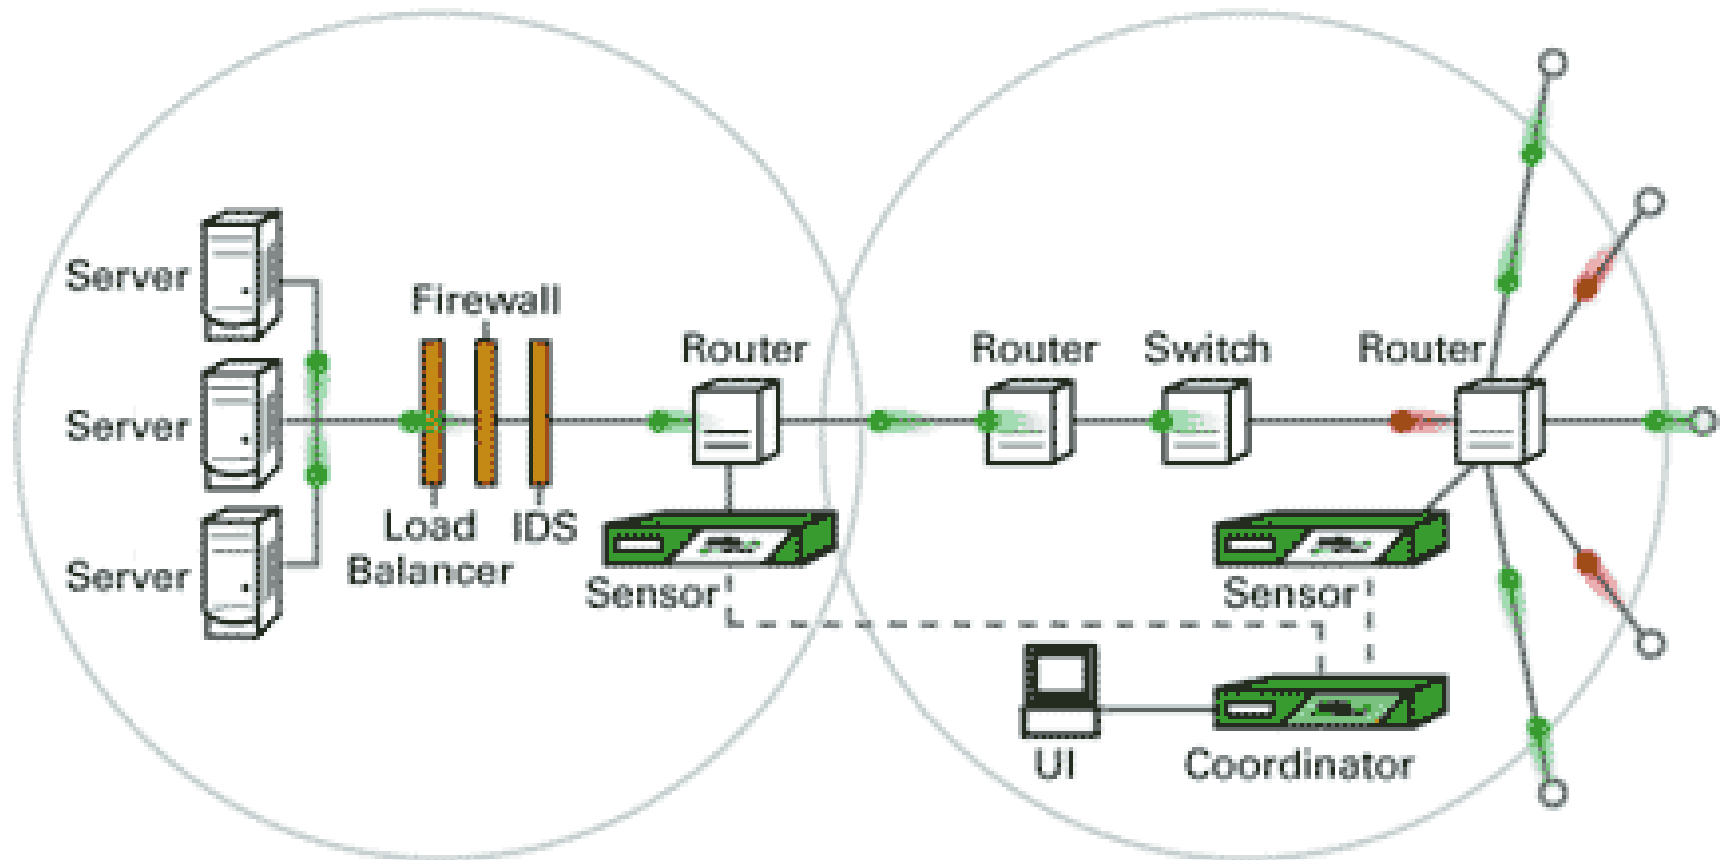 Server
Firewall
Router
Router
Switch
Router
Server
Load
Balancer
IDS
Server
Sensor
Sensor
UI
Coordinator